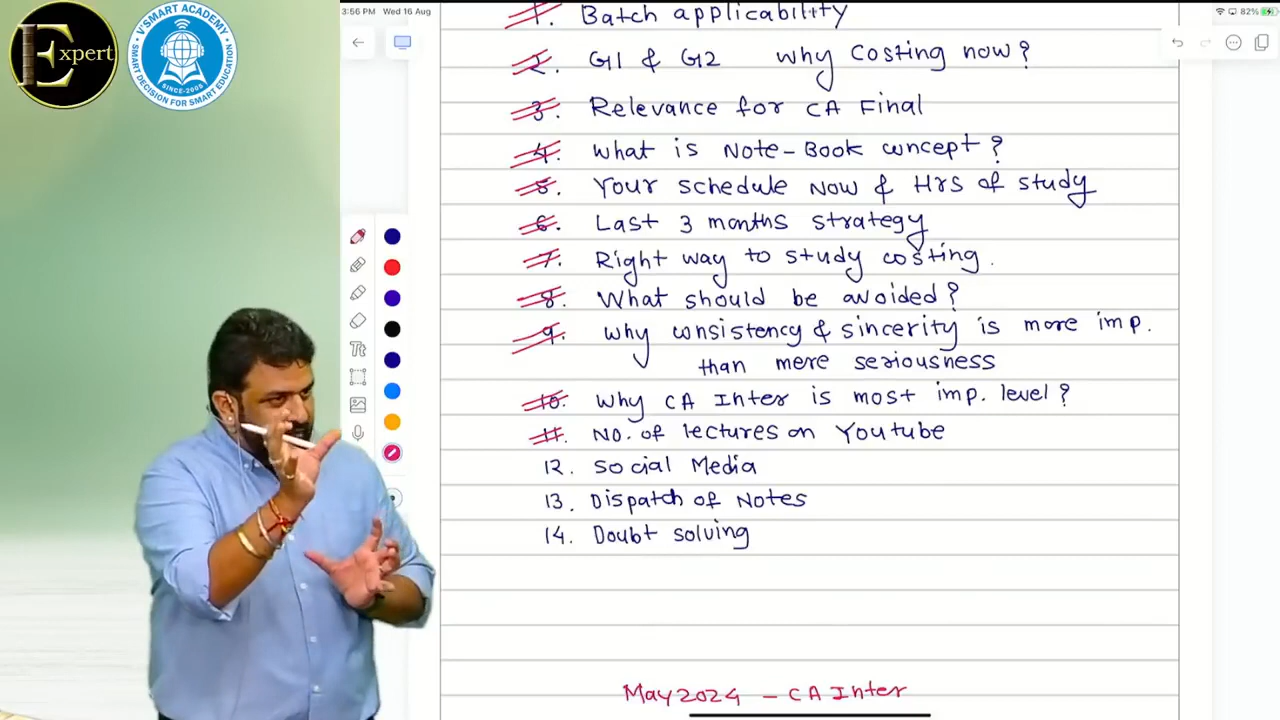 3:56 PM Wed 16 Aug
82%
Expert
V'SMART ACADEMY
SMART DECISION FOR SMART EDUCATION
SINCE-2005
1. Batch applicability
2. G1 & G2 why costing now?
3. Relevance for CA Final
4. What is Note-Book concept?
5. Your schedule Now & Hrs of study
6. Last 3 months strategy
7. Right way to study costing.
8. What should be avoided?
9. Why consistency & sincerity is more imp.
than mere seriousness
10. Why CA Inter is most imp. level?
11. No. of lectures on Youtube
12. Social Media
13. Dispatch of Notes
14. Doubt solving
Tt
May 2024 - CA Inter